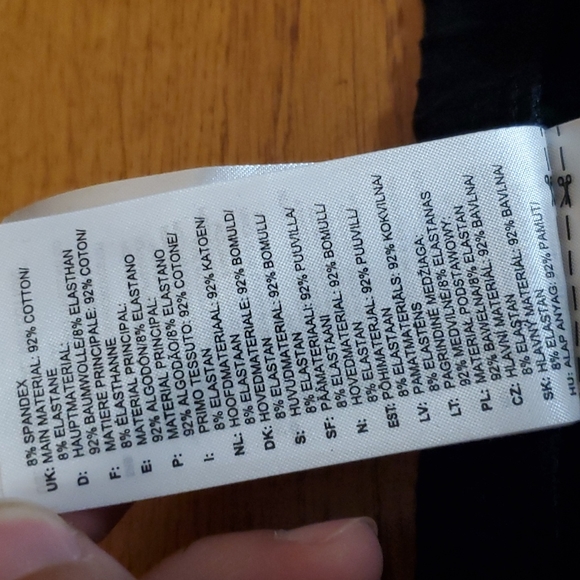 8% SPANDEX
UK: MAIN MATERIAL: 92% COTTON/
8% ELASTANE
D: HAUPTMATERIAL:
92% BAUMWOLLE/8% ELASTHAN
F: MATIÈRE PRINCIPALE: 92% COTON/
8% ÉLASTHANNE
E: MATERIAL PRINCIPAL:
92% ALGODÓN/8% ELASTANO
P: MATERIAL PRINCIPAL:
92% ALGODÃO/8% ELASTANO
I: PRIMO TESSUTO: 92% COTONE/
8% ELASTAN
NL: HOOFDMATERIAAL: 92% KATOEN/
8% ELASTAAN
DK: HOVEDMATERIALE: 92% BOMULD/
8% ELASTAN
S: HUVUDMATERIAL: 92% BOMULL/
8% ELASTAN
SF: PÄÄMATERIAALI: 92% PUUVILLA/
8% ELASTAANI
N: HOVEDMATERIAL: 92% BOMULL/
8% ELASTAN
EST: PÕHIMATERJAL: 92% PUUVILL/
8% ELASTAAN
LV: PAMATMATERIĀLS: 92% KOKVILNA/
8% ELASTĒNS
LT: PAGRINDINĖ MEDŽIAGA:
92% MEDVILNĖ/8% ELASTANAS
PL: MATERIAŁ PODSTAWOWY:
92% BAWEŁNA/8% ELASTAN
CZ: HLAVNÍ MATERIÁL: 92% BAVLNA/
8% ELASTAN
SK: HLAVNÝ MATERIÁL: 92% BAVLNA/
8% ELASTAN
HU: ALAP ANYAG: 92% PAMUT/